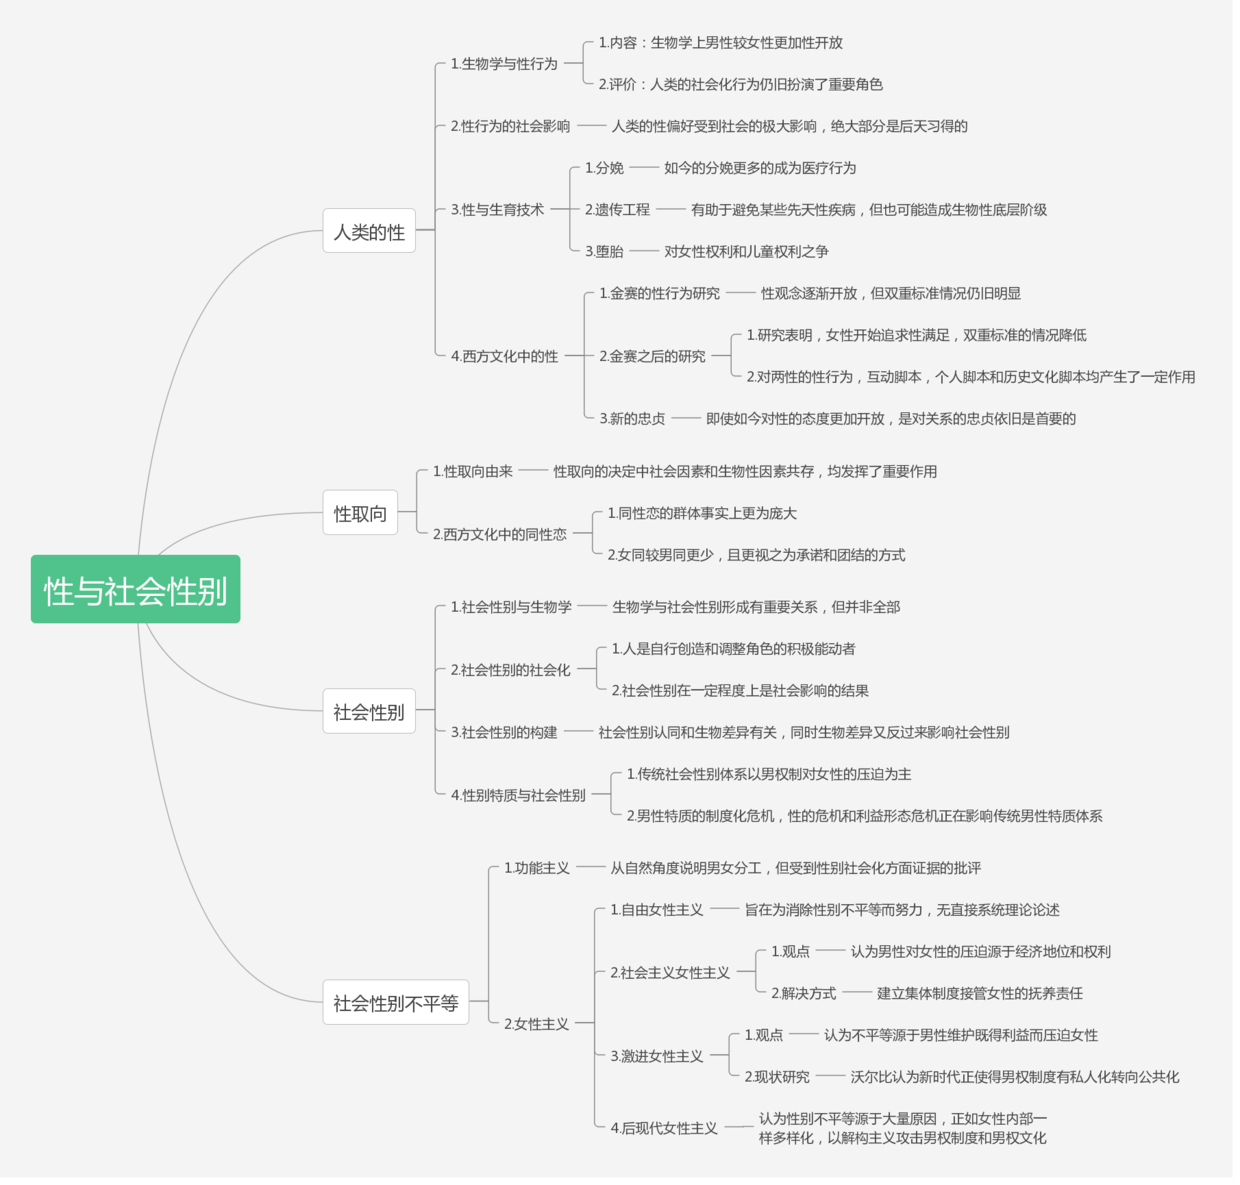 性与社会性别
人类的性
1.生物学与性行为
1.内容：生物学上男性较女性更加性开放
2.评价：人类的社会化行为仍旧扮演了重要角色
2.性行为的社会影响
人类的性偏好受到社会的极大影响，绝大部分是后天习得的
3.性与生育技术
1.分娩
如今的分娩更多的成为医疗行为
2.遗传工程
有助于避免某些先天性疾病，但也可能造成生物性底层阶级
3.堕胎
对女性权利和儿童权利之争
4.西方文化中的性
1.金赛的性行为研究
性观念逐渐开放，但双重标准情况仍旧明显
2.金赛之后的研究
1.研究表明，女性开始追求性满足，双重标准的情况降低
2.对两性的性行为，互动脚本，个人脚本和历史文化脚本均产生了一定作用
3.新的忠贞
即使如今对性的态度更加开放，是对关系的忠贞依旧是首要的
性取向
1.性取向由来
性取向的决定中社会因素和生物性因素共存，均发挥了重要作用
2.西方文化中的同性恋
1.同性恋的群体事实上更为庞大
2.女同较男同更少，且更视之为承诺和团结的方式
社会性别
1.社会性别与生物学
生物学与社会性别形成有重要关系，但并非全部
2.社会性别的社会化
1.人是自行创造和调整角色的积极能动者
2.社会性别在一定程度上是社会影响的结果
3.社会性别的构建
社会性别认同和生物差异有关，同时生物差异又反过来影响社会性别
4.性别特质与社会性别
1.传统社会性别体系以男权制对女性的压迫为主
2.男性特质的制度化危机，性的危机和利益形态危机正在影响传统男性特质体系
社会性别不平等
1.功能主义
从自然角度说明男女分工，但受到性别社会化方面证据的批评
2.女性主义
1.自由女性主义
旨在为消除性别不平等而努力，无直接系统理论论述
2.社会主义女性主义
1.观点
认为男性对女性的压迫源于经济地位和权利
2.解决方式
建立集体制度接管女性的抚养责任
3.激进女性主义
1.观点
认为不平等源于男性维护既得利益而压迫女性
2.现状研究
沃尔比认为新时代正使得男权制度有私人化转向公共化
4.后现代女性主义
认为性别不平等源于大量原因，正如女性内部一
样多样化，以解构主义攻击男权制度和男权文化